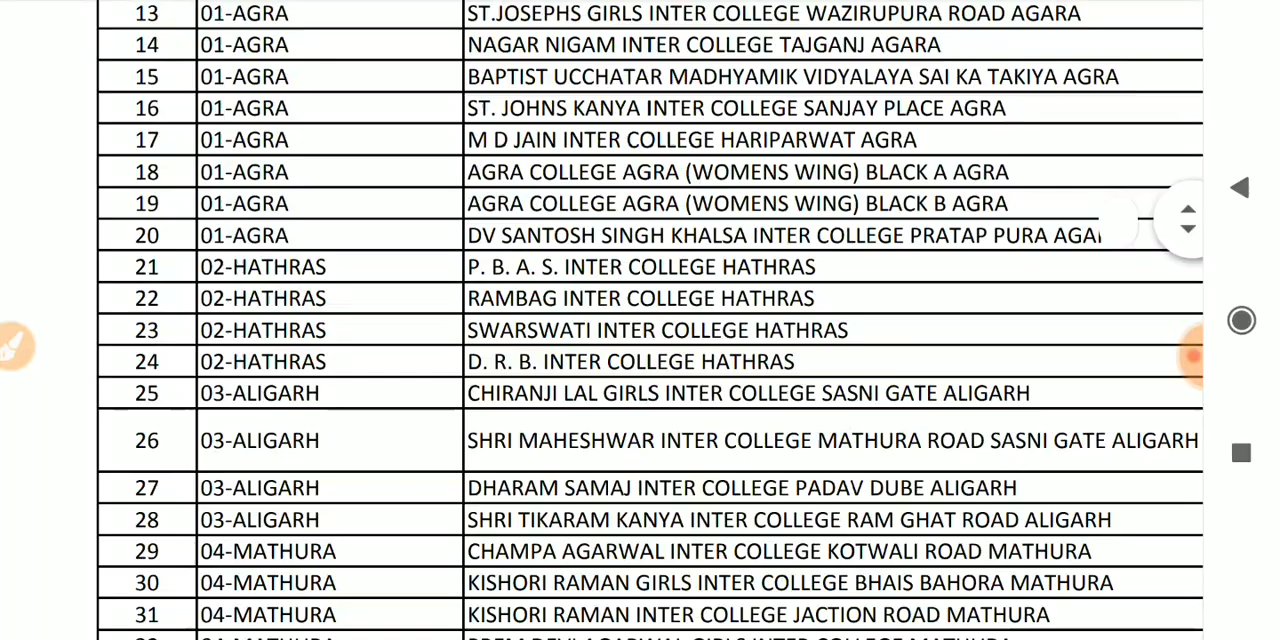 13 01-AGRA ST.JOSEPHS GIRLS INTER COLLEGE WAZIRUPURA ROAD AGARA
14 01-AGRA NAGAR NIGAM INTER COLLEGE TAJGANJ AGARA
15 01-AGRA BAPTIST UCCHATAR MADHYAMIK VIDYALAYA SAI KA TAKIYA AGRA
16 01-AGRA ST. JOHNS KANYA INTER COLLEGE SANJAY PLACE AGRA
17 01-AGRA M D JAIN INTER COLLEGE HARIPARWAT AGRA
18 01-AGRA AGRA COLLEGE AGRA (WOMENS WING) BLACK A AGRA
19 01-AGRA AGRA COLLEGE AGRA (WOMENS WING) BLACK B AGRA
20 01-AGRA DV SANTOSH SINGH KHALSA INTER COLLEGE PRATAP PURA
21 02-HATHRAS P. B. A. S. INTER COLLEGE HATHRAS
22 02-HATHRAS RAMBAG INTER COLLEGE HATHRAS
23 02-HATHRAS SWARSWATI INTER COLLEGE HATHRAS
24 02-HATHRAS D. R. B. INTER COLLEGE HATHRAS
25 03-ALIGARH CHIRANJI LAL GIRLS INTER COLLEGE SASNI GATE ALIGARH
26 03-ALIGARH SHRI MAHESHWAR INTER COLLEGE MATHURA ROAD SASNI GATE ALIGARH
27 03-ALIGARH DHARAM SAMAJ INTER COLLEGE PADAV DUBE ALIGARH
28 03-ALIGARH SHRI TIKARAM KANYA INTER COLLEGE RAM GHAT ROAD ALIGARH
29 04-MATHURA CHAMPA AGARWAL INTER COLLEGE KOTWALI ROAD MATHURA
30 04-MATHURA KISHORI RAMAN GIRLS INTER COLLEGE BHAIS BAHORA MATHURA
31 04-MATHURA KISHORI RAMAN INTER COLLEGE JACTION ROAD MATHURA